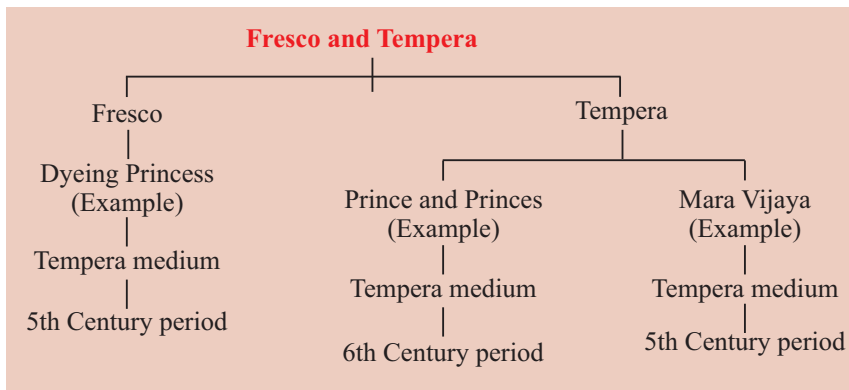 Fresco and Tempera
Fresco
Tempera
Dyeing Princess
(Example)
Tempera medium
5th Century period
Prince and Princes
(Example)
Tempera medium
6th Century period
Mara Vijaya
(Example)
Tempera medium
5th Century period